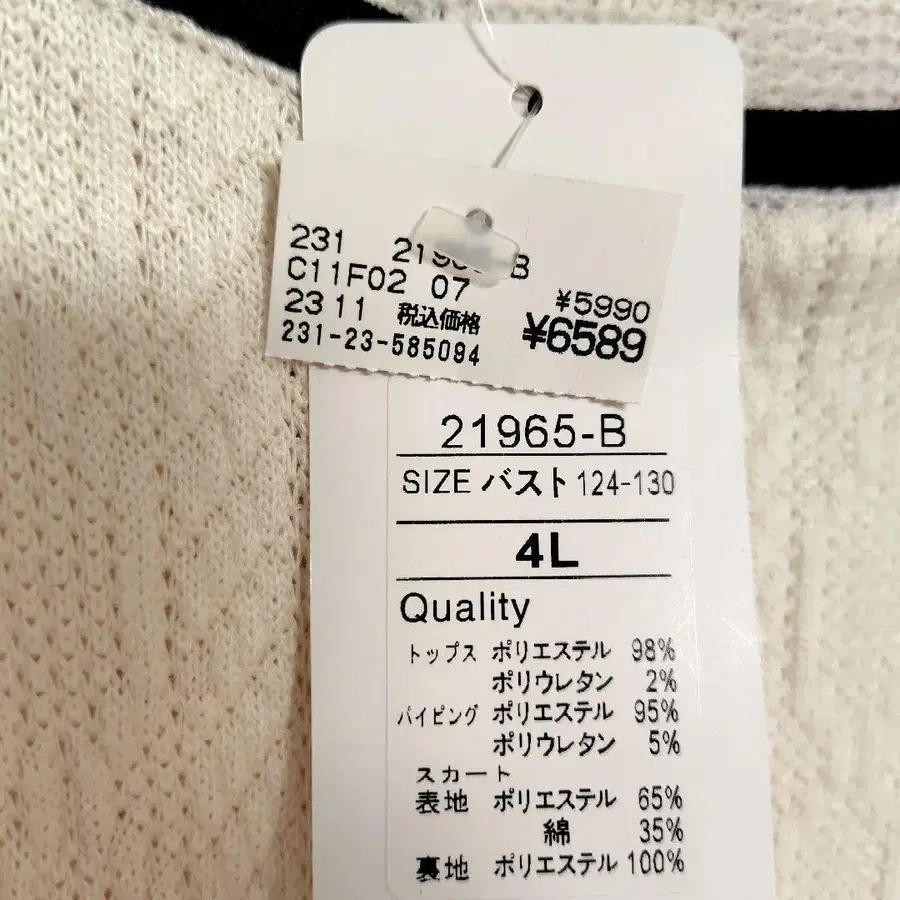 231 21965-B
C11F02 07
¥5990
2311 税込価格 ¥6589
231-23-585094
21965-B
SIZE バスト 124-130
4L
Quality
トップス ポリエステル 98%
ポリウレタン 2%
パイピング ポリエステル 95%
ポリウレタン 5%
スカート
表地 ポリエステル 65%
綿 35%
裏地 ポリエステル 100%